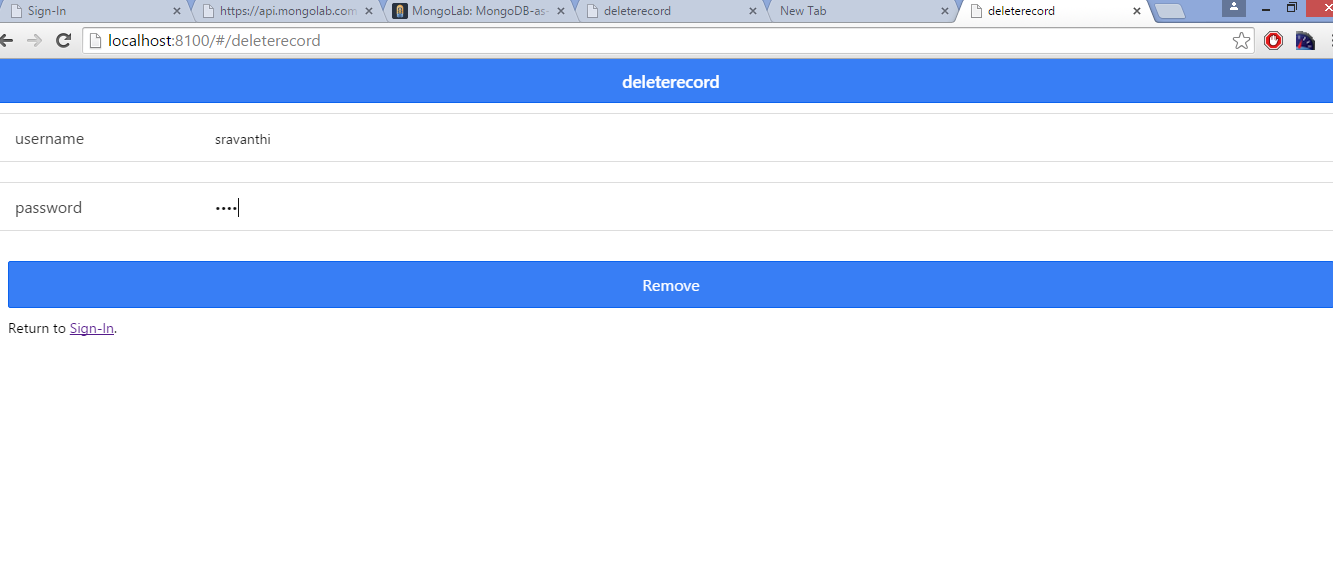 Sign-In https://api.mongolab.com MongoLab: MongoDB-as- deleterecord New Tab deleterecord
localhost:8100/#/deleterecord
deleterecord
username sravanthi
password ••••
Remove
Return to Sign-In.